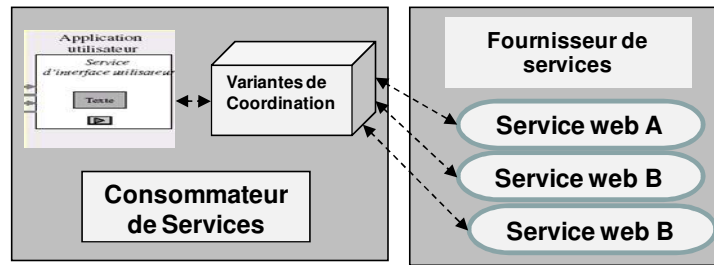 Application
utilisateur
Service
d'interface utilisateur
Texte
Variantes de
Coordination
Consommateur
de Services
Fournisseur de
services
Service web A
Service web B
Service web B